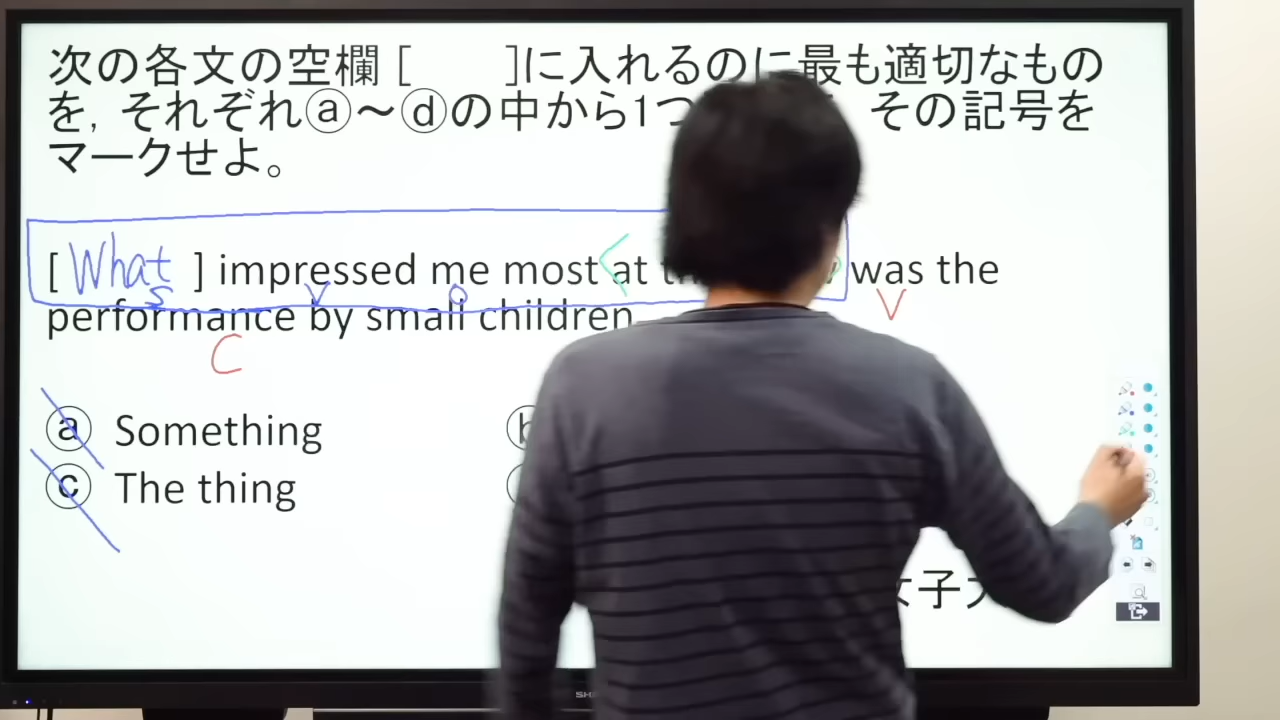 次の各文の空欄 [ ]に入れるのに最も適切なもの
を, それぞれⓐ～ⓓの中から1つ その記号を
マークせよ。
[ What ] impressed me most at was the
S V O V
performance by small children
C
ⓐ Something
ⓒ The thing
女子